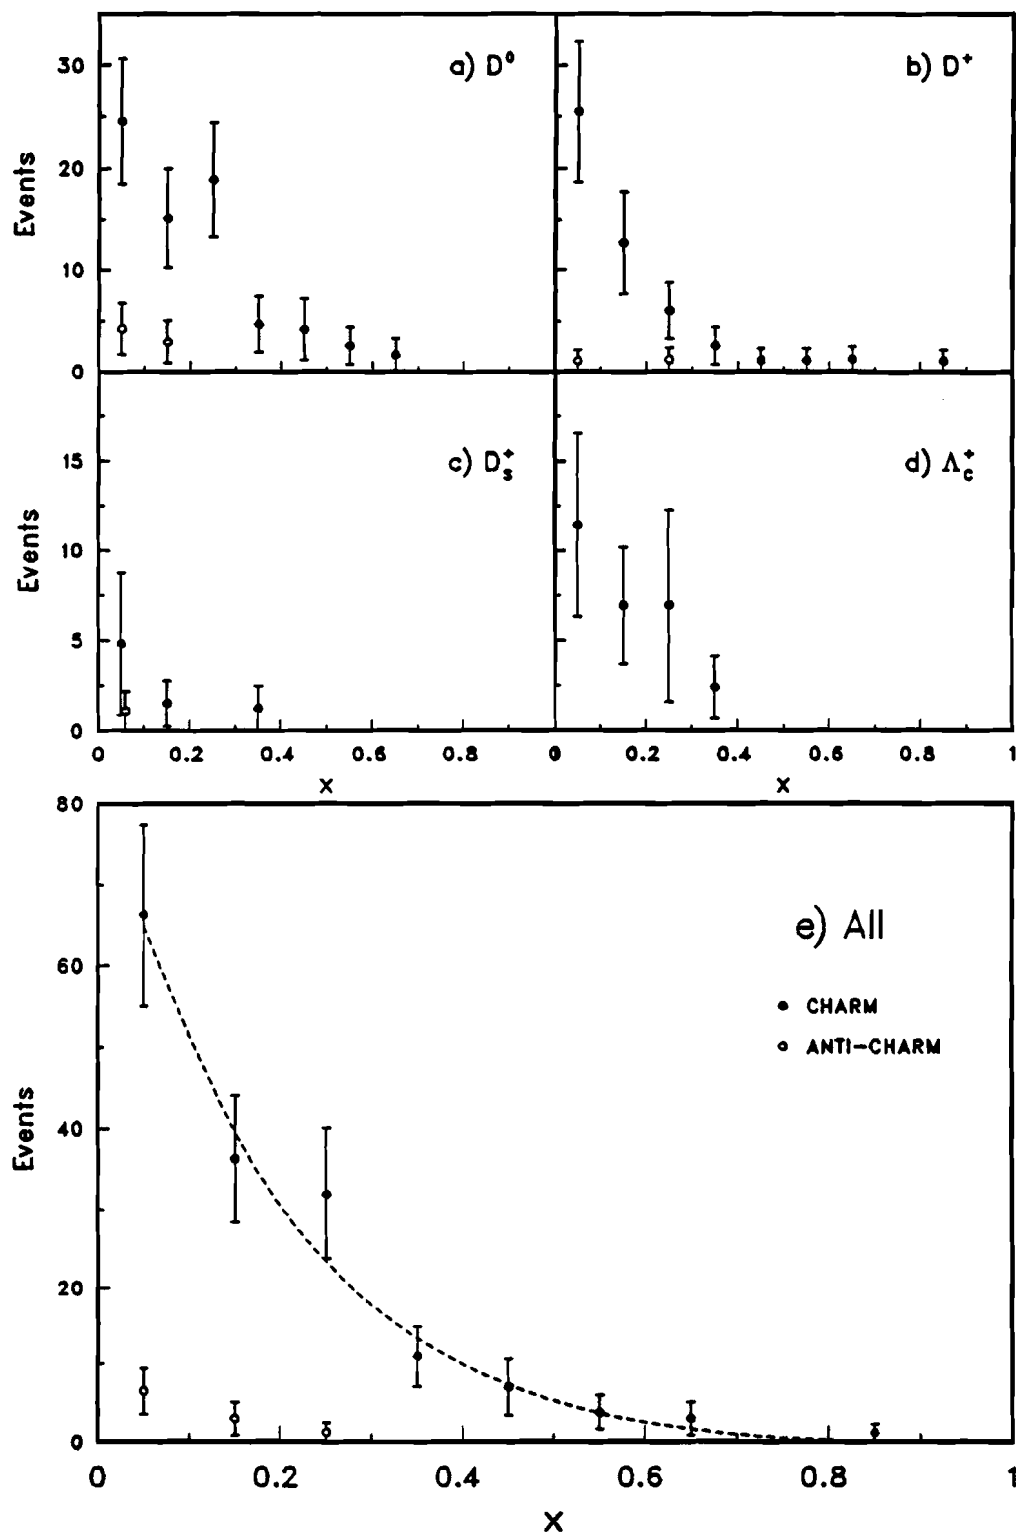 30
20
10
0
Events
a) D⁰
b) D⁺
15
10
5
0
Events
c) Dₛ⁺
d) Λ_c⁺
0 0.2 0.4 0.6 0.8 0 0.2 0.4 0.6 0.8 1
X X
80
60
40
20
0
Events
e) All
CHARM
ANTI-CHARM
0 0.2 0.4 0.6 0.8 1
X